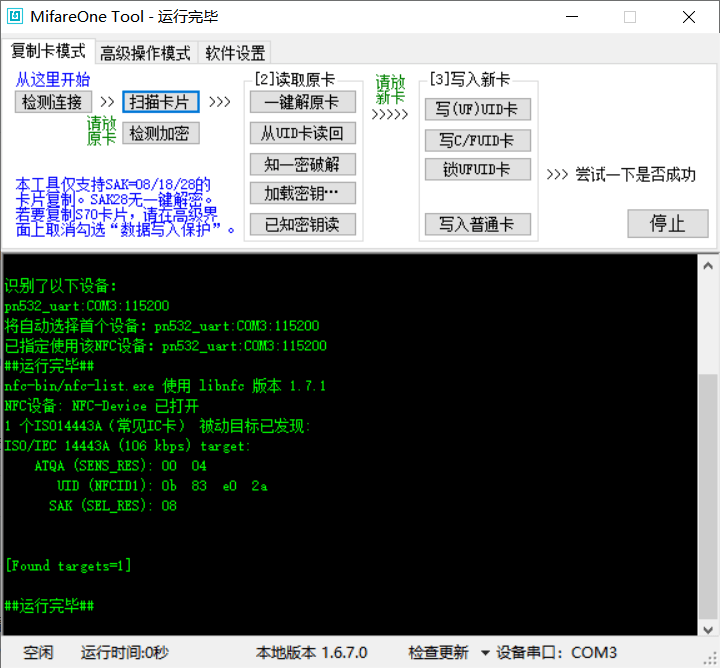 MifareOne Tool - 运行完毕
复制卡模式 高级操作模式 软件设置
从这里开始
检测连接 >> 扫描卡片 >>>
请放
原卡
检测加密
本工具仅支持SAK=08/18/28的
卡片复制。SAK28无一键解密。
若要复制S70卡片，请在高级界
面上取消勾选“数据写入保护”。
[2]读取原卡
一键解原卡
从UID卡读回
知一密破解
加载密钥…
已知密钥读
请放
新卡
>>>>>
[3]写入新卡
写(UF)UID卡
写C/FUID卡
锁UFUID卡
写入普通卡
>>> 尝试一下是否成功
停止
识别了以下设备:
pn532_uart:COM3:115200
将自动选择首个设备: pn532_uart:COM3:115200
已指定使用该NFC设备: pn532_uart:COM3:115200
##运行完毕##
nfc-bin/nfc-list.exe 使用 libnfc 版本 1.7.1
NFC设备: NFC-Device 已打开
1 个ISO14443A（常见IC卡） 被动目标已发现:
ISO/IEC 14443A (106 kbps) target:
ATQA (SENS_RES): 00 04
UID (NFCID1): 0b 83 e0 2a
SAK (SEL_RES): 08
[Found targets=1]
##运行完毕##
空闲 运行时间:0秒 本地版本 1.6.7.0 检查更新 设备串口: COM3